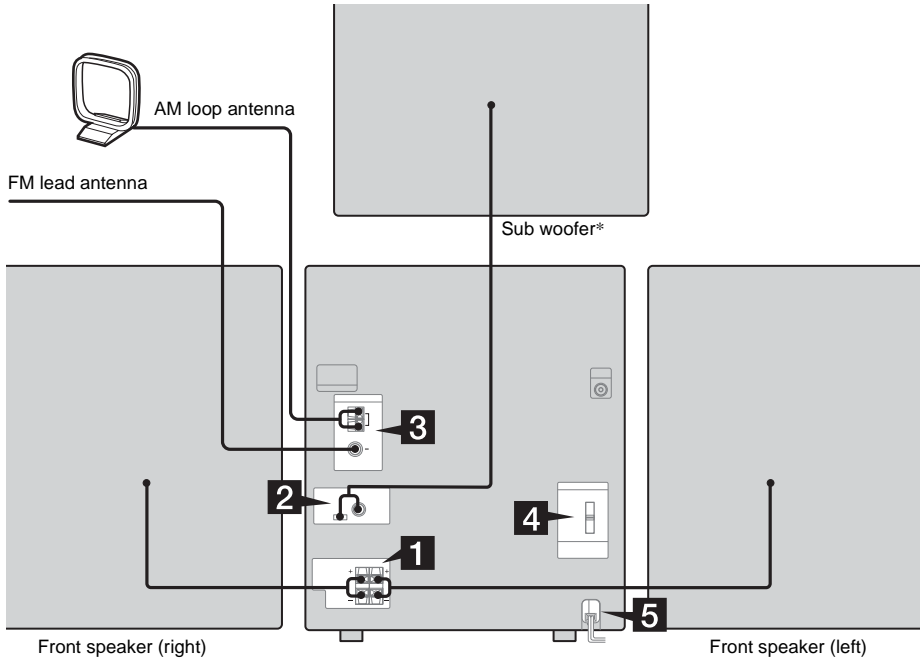 AM loop antenna
FM lead antenna
Sub woofer*
3
-
2
4
1
+ +
- -
5
Front speaker (right)
Front speaker (left)